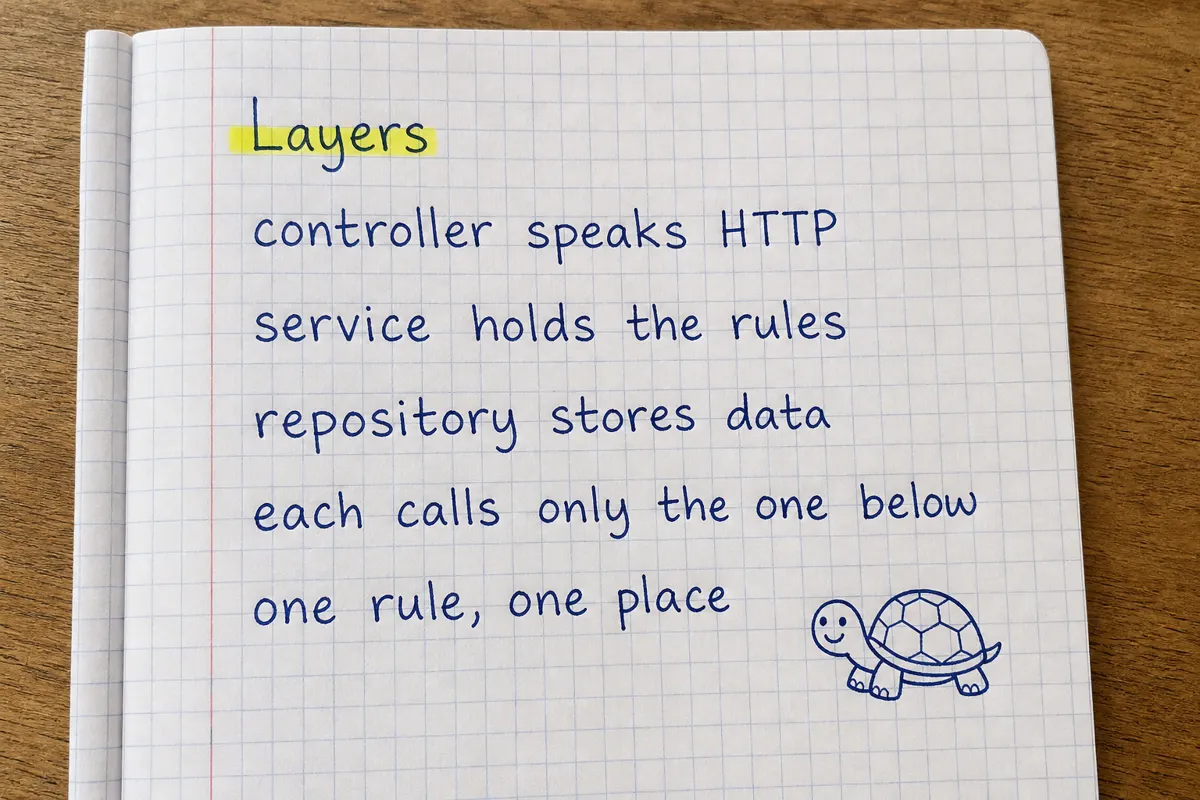 Layers
controller speaks HTTP
service holds the rules
repository stores data
each calls only the one below
one rule, one place